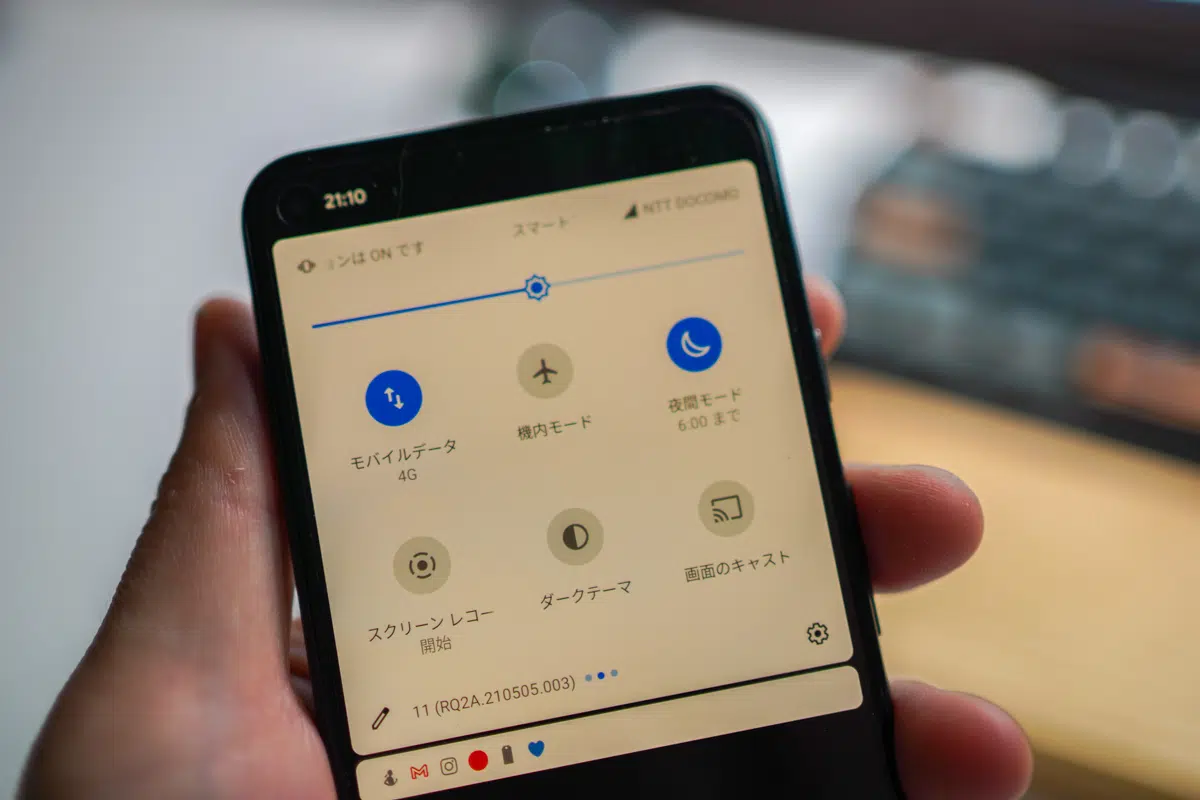 21:10
ョンは ON です
スマート
NTT DOCOMO
モバイルデータ
4G
機内モード
夜間モード
6:00 まで
スクリーン レコー
開始
ダークテーマ
画面のキャスト
11 (RQ2A.210505.003)